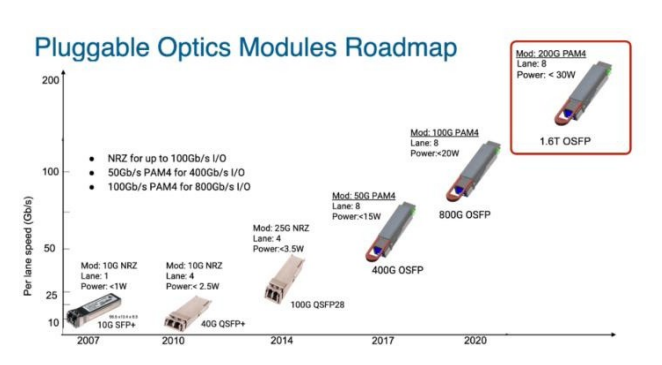 Pluggable Optics Modules Roadmap
Mod: 200G PAM4
Lane: 8
Power: < 30W
1.6T OSFP
200
Mod: 100G PAM4
Lane: 8
Power:<20W
800G OSFP
• NRZ for up to 100Gb/s I/O
• 50Gb/s PAM4 for 400Gb/s I/O
• 100Gb/s PAM4 for 800Gb/s I/O
100
Mod: 50G PAM4
Lane: 8
Power:<15W
400G OSFP
Per lane speed (Gb/s)
Mod: 25G NRZ
Lane: 4
Power:<3.5W
100G QSFP28
50
Mod: 10G NRZ
Lane: 1
Power: <1W
10G SFP+
Mod: 10G NRZ
Lane: 4
Power:< 2.5W
40G QSFP+
25
10
2007
2010
2014
2017
2020